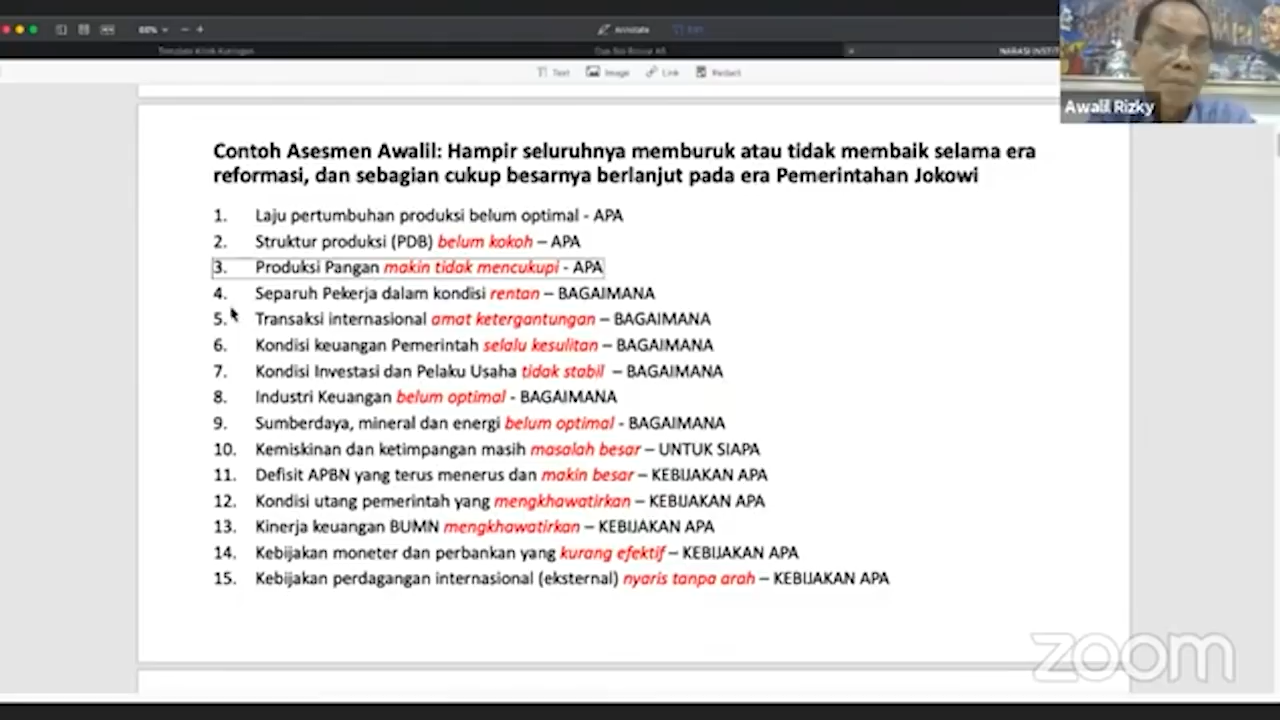 Annotate
Edit
Text Image Link Redact
Awalil Rizky
Contoh Asesmen Awalil: Hampir seluruhnya memburuk atau tidak membaik selama era
reformasi, dan sebagian cukup besarnya berlanjut pada era Pemerintahan Jokowi
1. Laju pertumbuhan produksi belum optimal - APA
2. Struktur produksi (PDB) belum kokoh – APA
3. Produksi Pangan makin tidak mencukupi - APA
4. Separuh Pekerja dalam kondisi rentan – BAGAIMANA
5. Transaksi internasional amat ketergantungan – BAGAIMANA
6. Kondisi keuangan Pemerintah selalu kesulitan – BAGAIMANA
7. Kondisi Investasi dan Pelaku Usaha tidak stabil – BAGAIMANA
8. Industri Keuangan belum optimal - BAGAIMANA
9. Sumberdaya, mineral dan energi belum optimal - BAGAIMANA
10. Kemiskinan dan ketimpangan masih masalah besar – UNTUK SIAPA
11. Defisit APBN yang terus menerus dan makin besar – KEBIJAKAN APA
12. Kondisi utang pemerintah yang mengkhawatirkan – KEBIJAKAN APA
13. Kinerja keuangan BUMN mengkhawatirkan – KEBIJAKAN APA
14. Kebijakan moneter dan perbankan yang kurang efektif – KEBIJAKAN APA
15. Kebijakan perdagangan internasional (eksternal) nyaris tanpa arah – KEBIJAKAN APA
zoom